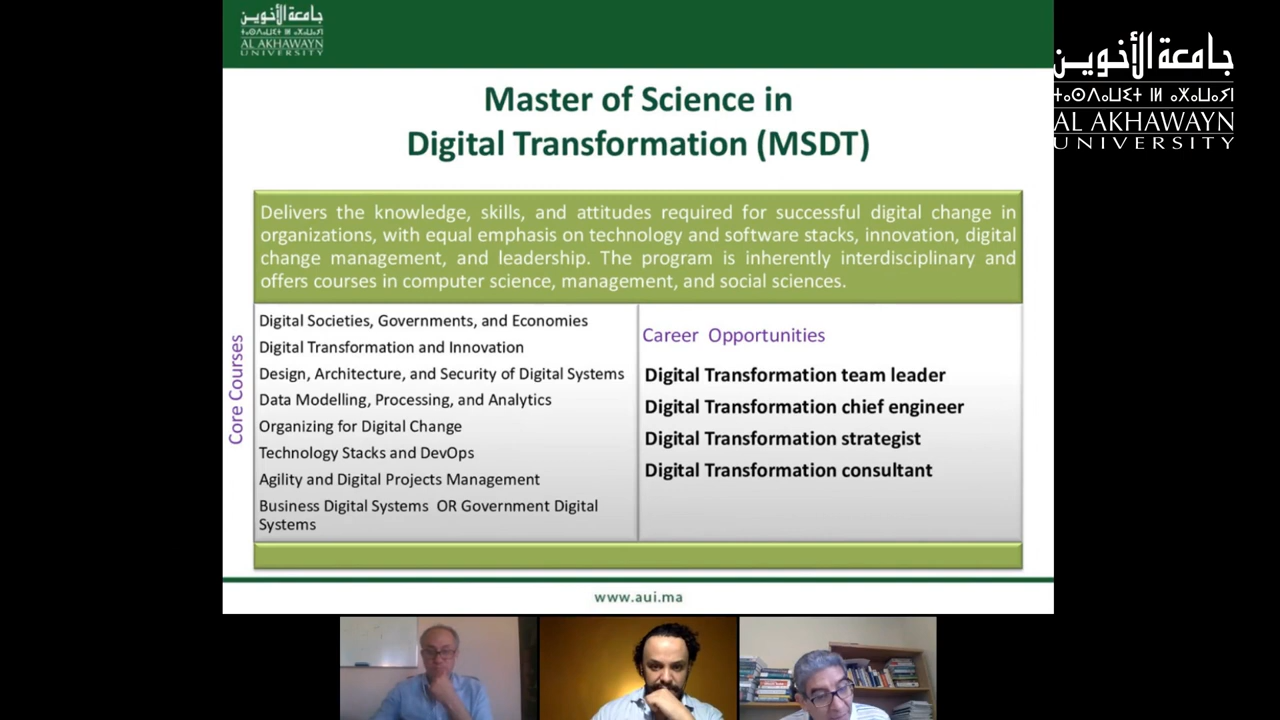 جامعة الأخوين
ⵜⴰⵙⴷⴰⵡⵉⵜ ⵏ ⵡⴰⵅⴰⵡⴰⵢⵏ
AL AKHAWAYN
UNIVERSITY
جامعة الأخوين
AL AKHAWAYN
UNIVERSITY
Master of Science in
Digital Transformation (MSDT)
Delivers the knowledge, skills, and attitudes required for successful digital change in
organizations, with equal emphasis on technology and software stacks, innovation, digital
change management, and leadership. The program is inherently interdisciplinary and
offers courses in computer science, management, and social sciences.
Core Courses
Digital Societies, Governments, and Economies
Digital Transformation and Innovation
Design, Architecture, and Security of Digital Systems
Data Modelling, Processing, and Analytics
Organizing for Digital Change
Technology Stacks and DevOps
Agility and Digital Projects Management
Business Digital Systems OR Government Digital
Systems
Career Opportunities
Digital Transformation team leader
Digital Transformation chief engineer
Digital Transformation strategist
Digital Transformation consultant
www.aui.ma